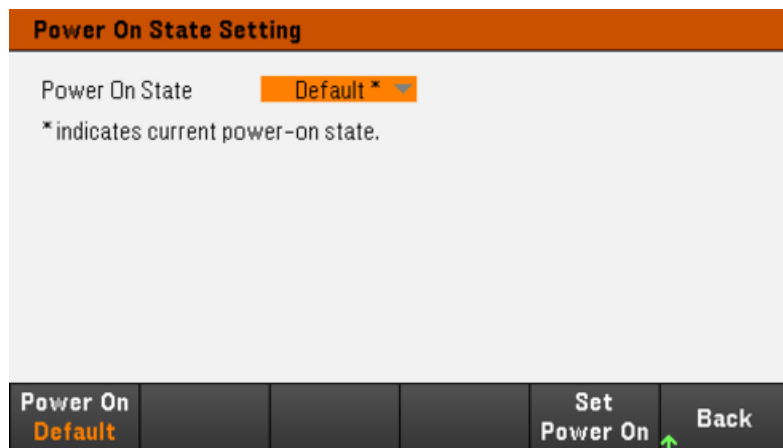 Power On State Setting
Power On State Default *
* indicates current power-on state.
Power On
Default
Set
Power On
Back